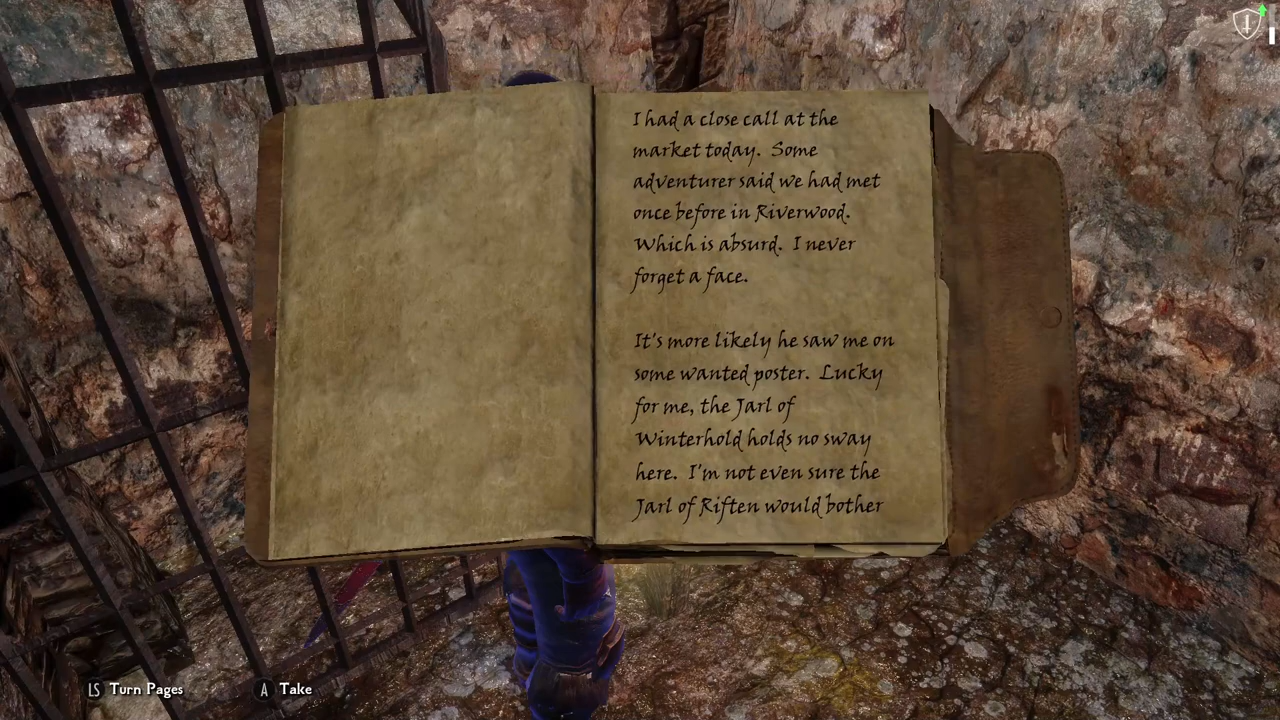 I had a close call at the
market today. Some
adventurer said we had met
once before in Riverwood.
Which is absurd. I never
forget a face.
It's more likely he saw me on
some wanted poster. Lucky
for me, the Jarl of
Winterhold holds no sway
here. I'm not even sure the
Jarl of Riften would bother
LS Turn Pages
A Take